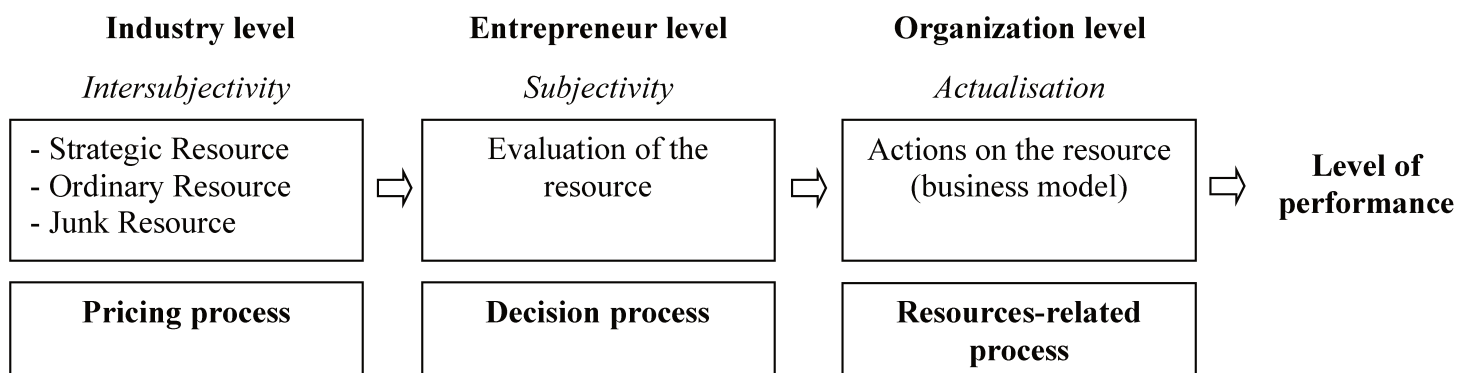 Industry level
Intersubjectivity
- Strategic Resource
- Ordinary Resource
- Junk Resource
Pricing process
Entrepreneur level
Subjectivity
Evaluation of the
resource
Decision process
Organization level
Actualisation
Actions on the resource
(business model)
Resources-related
process
Level of
performance